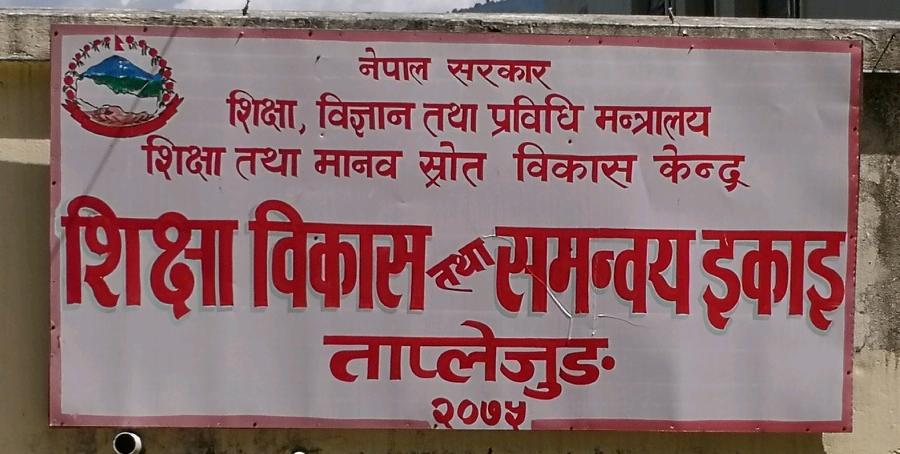 नेपाल सरकार
शिक्षा, विज्ञान तथा प्रविधि मन्त्रालय
शिक्षा तथा मानव स्रोत विकास केन्द्र
शिक्षा विकास तथा समन्वय इकाइ
ताप्लेजुङ
२०७५